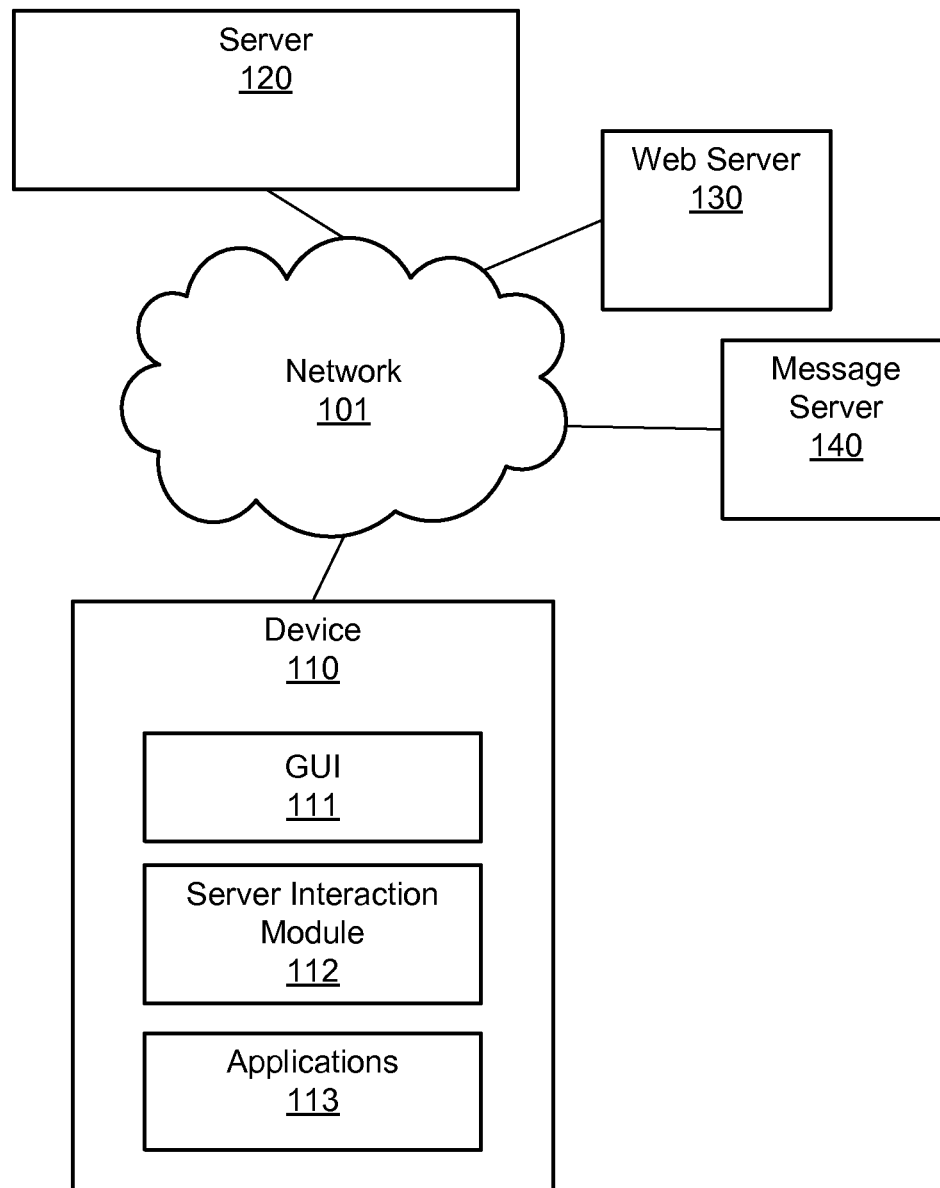 Server
120
Web Server
130
Network
101
Message
Server
140
Device
110
GUI
111
Server Interaction
Module
112
Applications
113